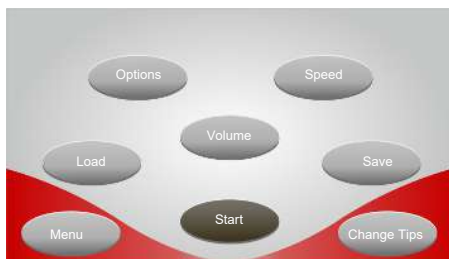 Options
Speed
Volume
Load
Save
Start
Menu
Change Tips